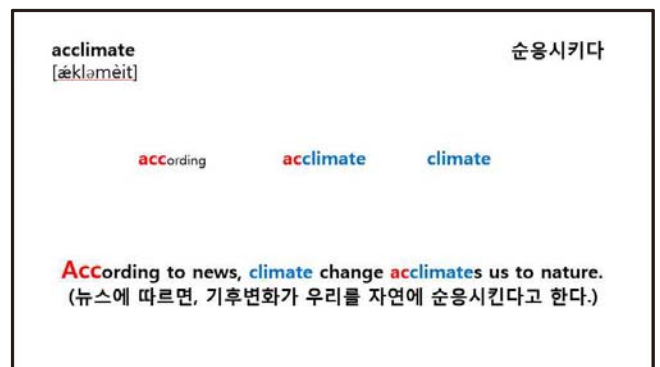 acclimate 순응시키다
[ǽkləmèit]
according acclimate climate
According to news, climate change acclimates us to nature.
(뉴스에 따르면, 기후변화가 우리를 자연에 순응시킨다고 한다.)